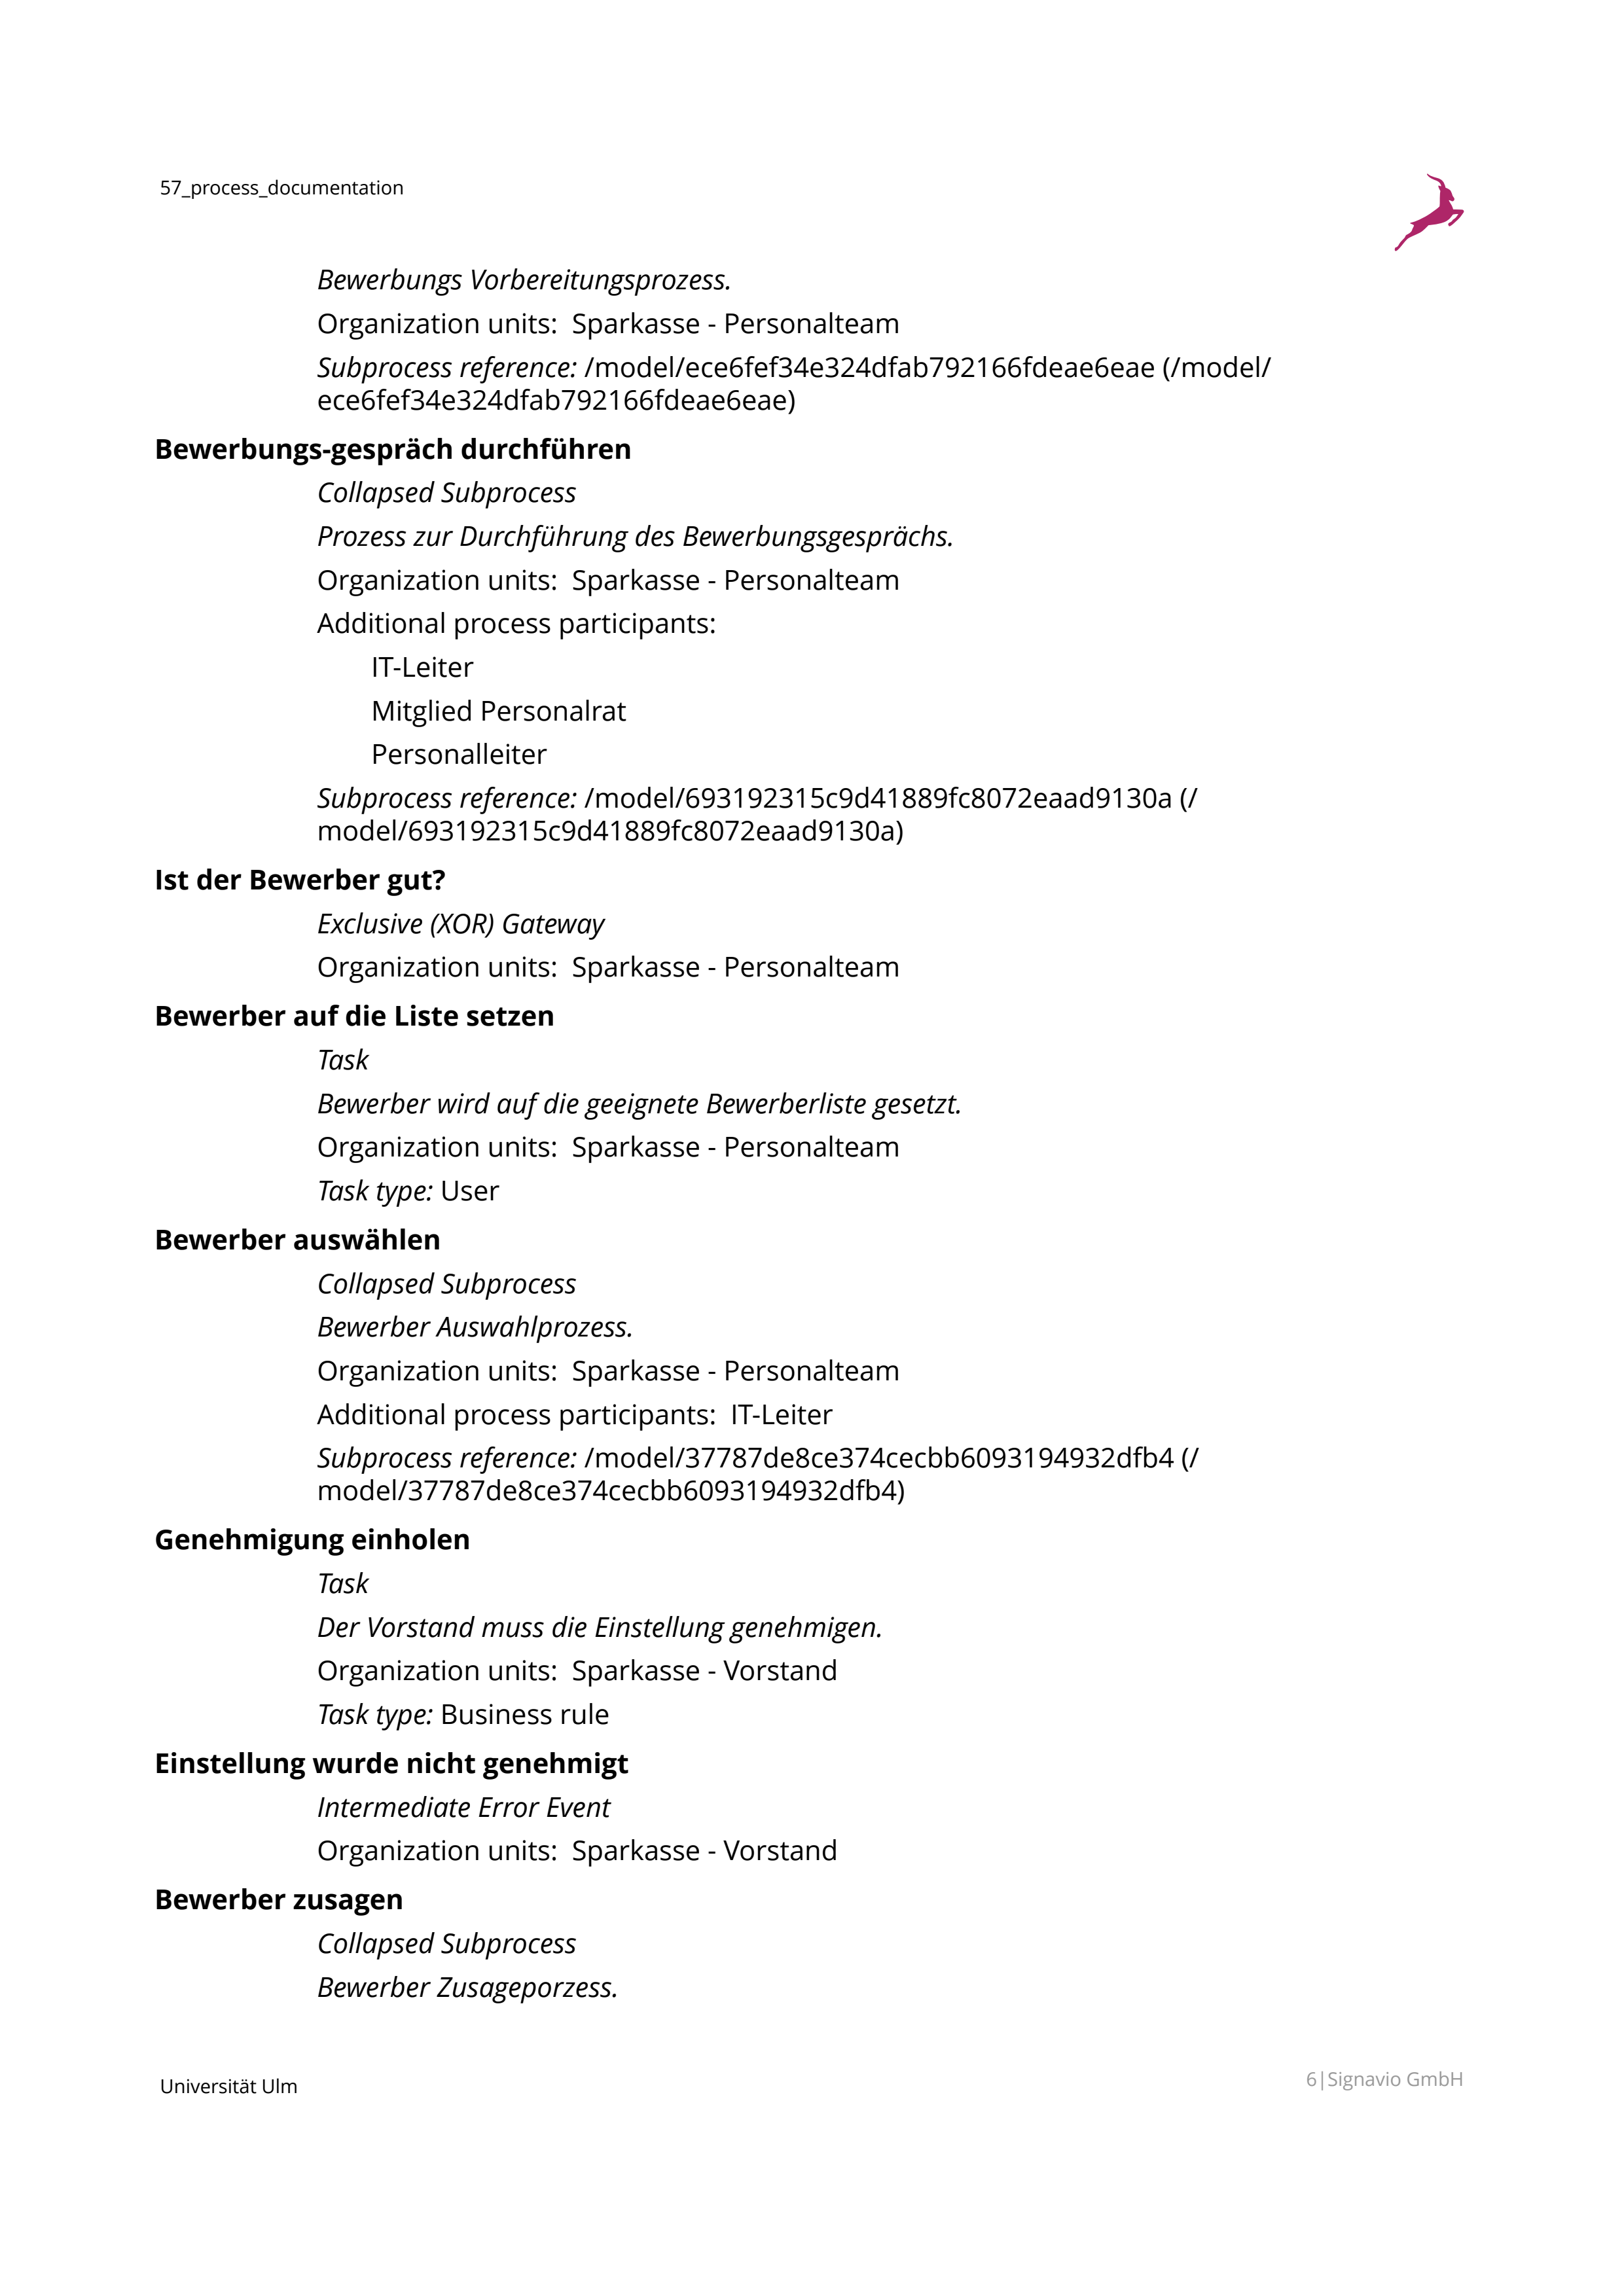 57_process_documentation
Bewerbungs Vorbereitungsprozess.
Organization units:  Sparkasse - Personalteam
Subprocess reference: /model/ece6fef34e324dfab792166fdeae6eae (/model/
ece6fef34e324dfab792166fdeae6eae)
Bewerbungs-gespräch durchführen
Collapsed Subprocess
Prozess zur Durchführung des Bewerbungsgesprächs.
Organization units:  Sparkasse - Personalteam
Additional process participants:
IT-Leiter
Mitglied Personalrat
Personalleiter
Subprocess reference: /model/693192315c9d41889fc8072eaad9130a (/
model/693192315c9d41889fc8072eaad9130a)
Ist der Bewerber gut?
Exclusive (XOR) Gateway
Organization units:  Sparkasse - Personalteam
Bewerber auf die Liste setzen
Task
Bewerber wird auf die geeignete Bewerberliste gesetzt.
Organization units:  Sparkasse - Personalteam
Task type: User
Bewerber auswählen
Collapsed Subprocess
Bewerber Auswahlprozess.
Organization units:  Sparkasse - Personalteam
Additional process participants:  IT-Leiter
Subprocess reference: /model/37787de8ce374cecbb6093194932dfb4 (/
model/37787de8ce374cecbb6093194932dfb4)
Genehmigung einholen
Task
Der Vorstand muss die Einstellung genehmigen.
Organization units:  Sparkasse - Vorstand
Task type: Business rule
Einstellung wurde nicht genehmigt
Intermediate Error Event
Organization units:  Sparkasse - Vorstand
Bewerber zusagen
Collapsed Subprocess
Bewerber Zusageporzess.
Universität Ulm
6|Signavio GmbH